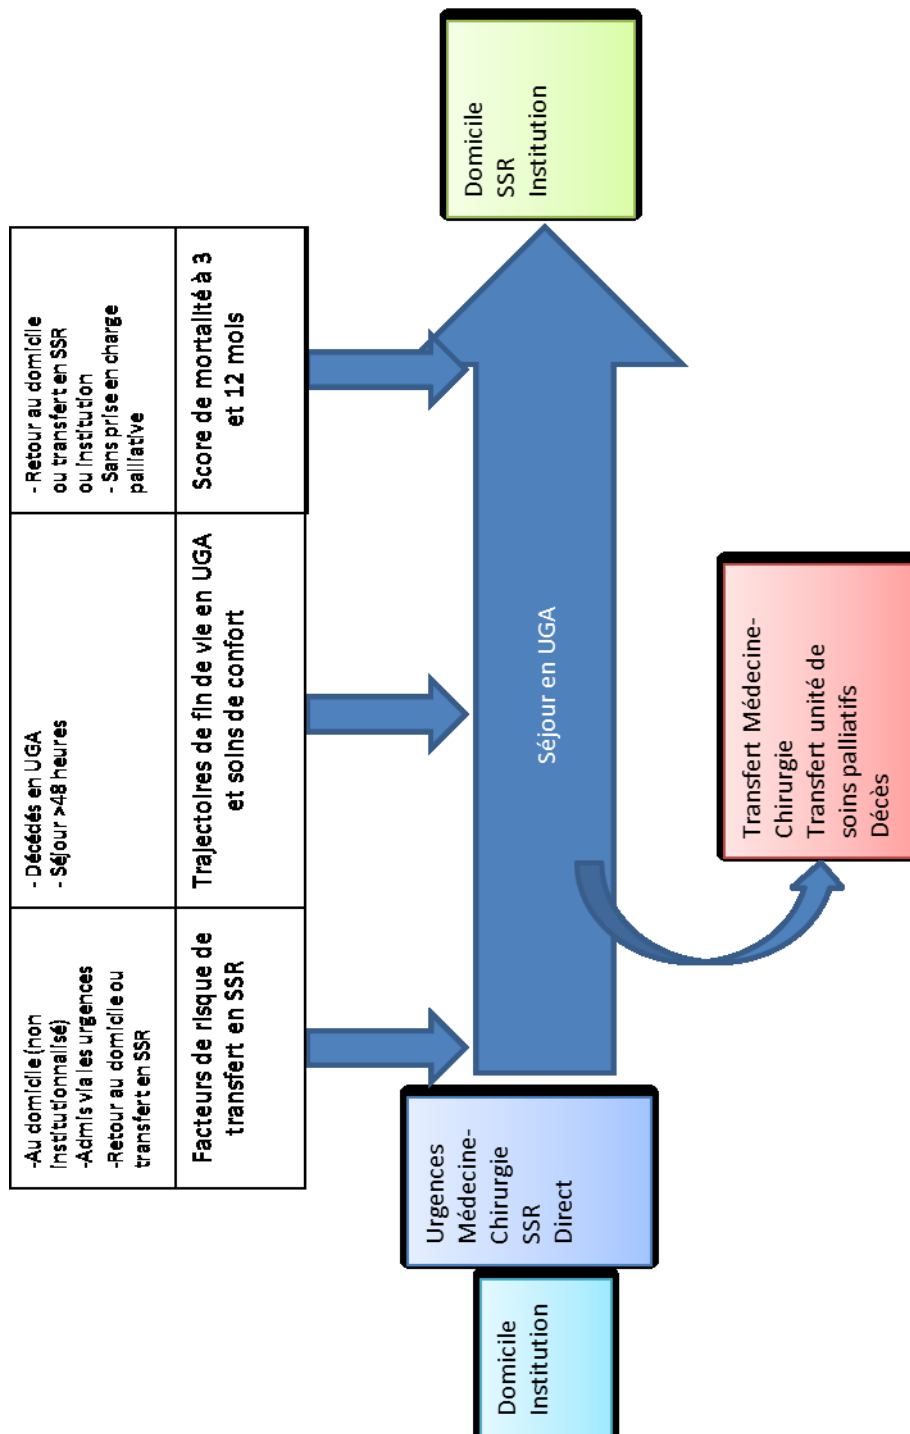 -Au domicile (non
institutionnalisé)
-Admis via les urgences
-Retour au domicile ou
transfert en SSR
- Décédés en UGA
- Séjour >48 heures
- Retour au domicile
ou transfert en SSR
ou institution
- Sans prise en charge
palliative
Facteurs de risque de
transfert en SSR
Trajectoires de fin de vie en UGA
et soins de confort
Score de mortalité à 3
et 12 mois
Domicile
Institution
Urgences
Médecine-
Chirurgie
SSR
Direct
Séjour en UGA
Domicile
SSR
Institution
Transfert Médecine-
Chirurgie
Transfert unité de
soins palliatifs
Décès